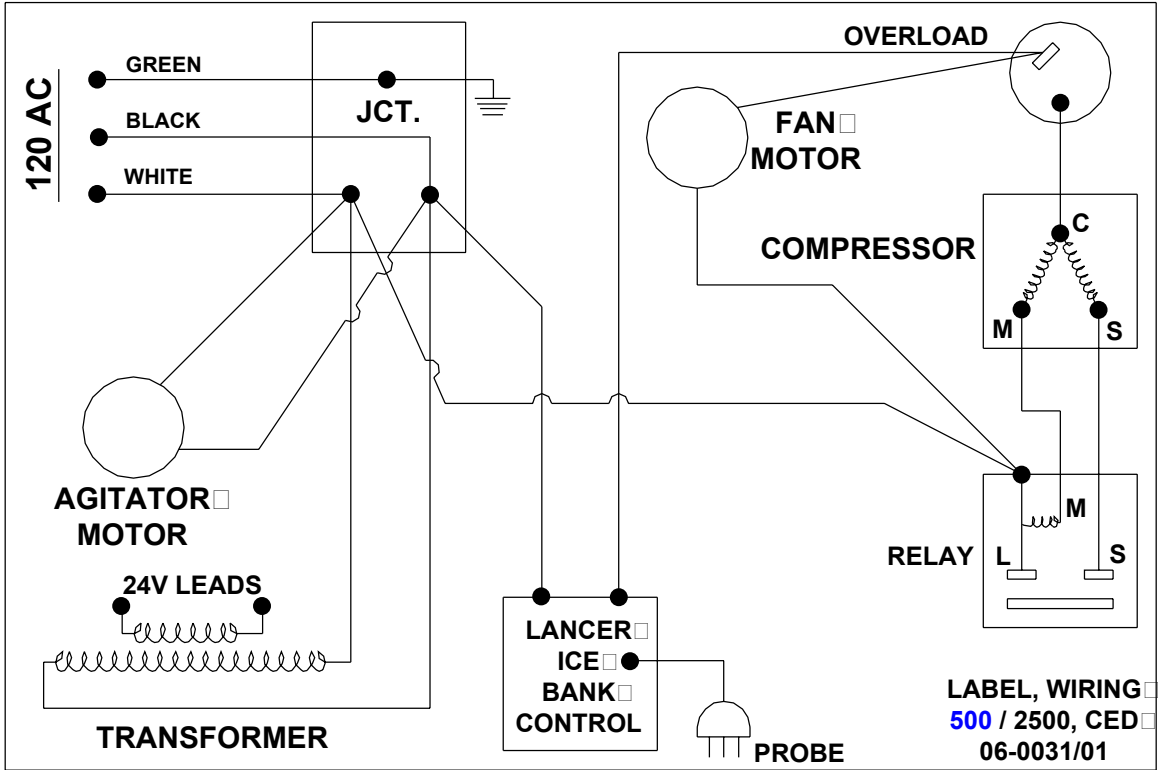 120 AC
GREEN
BLACK
WHITE
JCT.
OVERLOAD
FAN
MOTOR
COMPRESSOR
C
M
S
AGITATOR
MOTOR
24V LEADS
TRANSFORMER
LANCER
ICE
BANK
CONTROL
PROBE
RELAY
L
M
S
LABEL, WIRING
500 / 2500, CED
06-0031/01